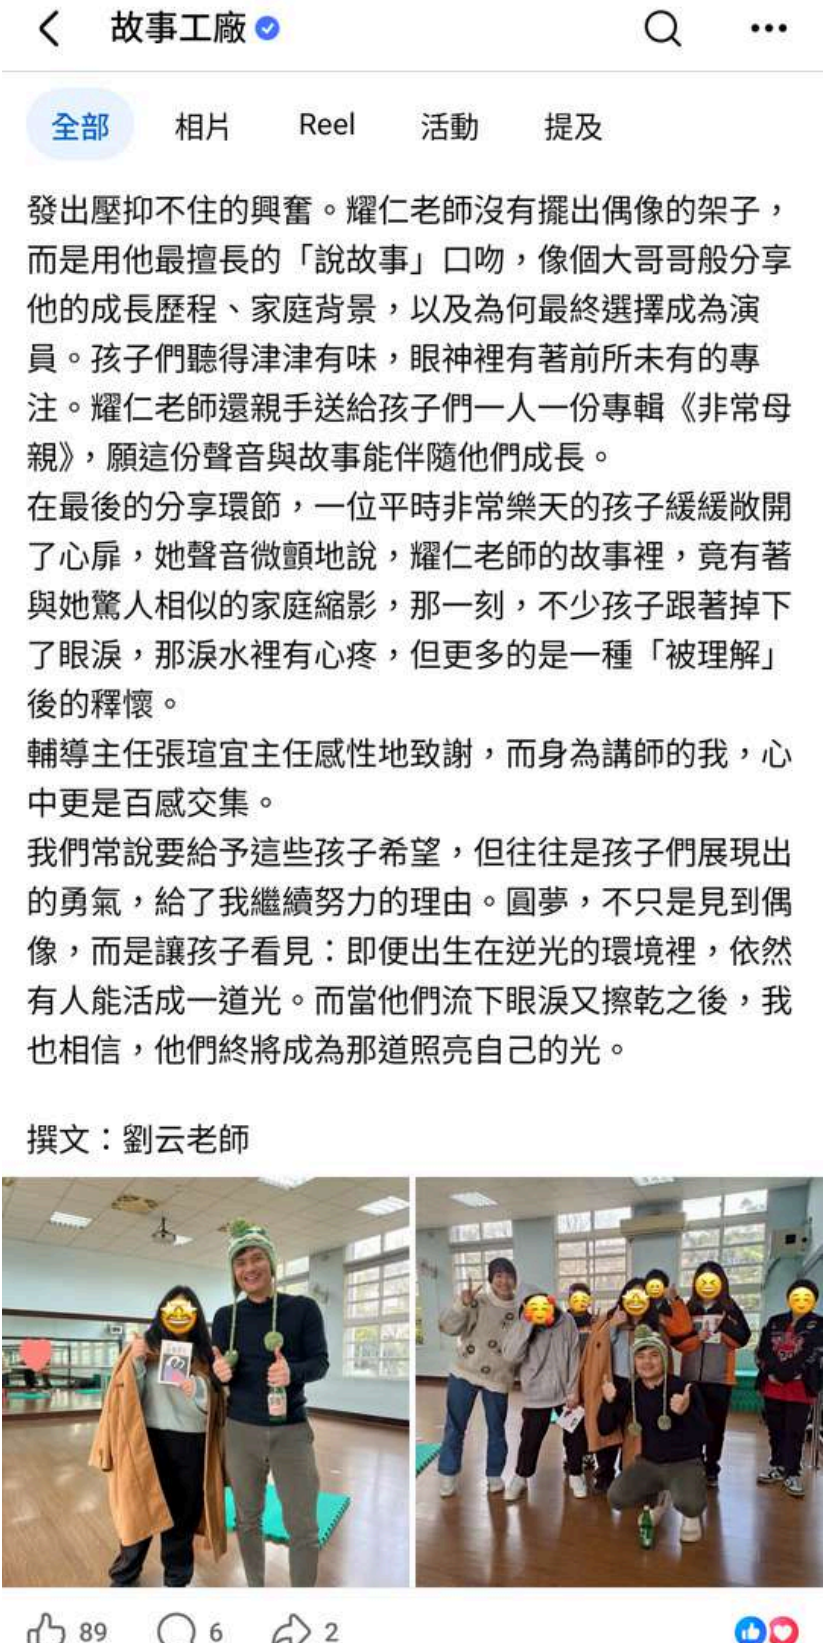 故事工廠
全部 相片 Reel 活動 提及
發出壓抑不住的興奮。耀仁老師沒有擺出偶像的架子，
而是用他最擅長的「說故事」口吻，像個大哥哥般分享
他的成長歷程、家庭背景，以及為何最終選擇成為演
員。孩子們聽得津津有味，眼神裡有著前所未有的專
注。耀仁老師還親手送給孩子們一人一份專輯《非常母
親》，願這份聲音與故事能伴隨他們成長。
在最後的分享環節，一位平時非常樂天的孩子緩緩敞開
了心扉，她聲音微顫地說，耀仁老師的故事裡，竟有著
與她驚人相似的家庭縮影，那一刻，不少孩子跟著掉下
了眼淚，那淚水裡有心疼，但更多的是一種「被理解」
後的釋懷。
輔導主任張瑄宜主任感性地致謝，而身為講師的我，心
中更是百感交集。
我們常說要給予這些孩子希望，但往往是孩子們展現出
的勇氣，給了我繼續努力的理由。圓夢，不只是見到偶
像，而是讓孩子看見：即便出生在逆光的環境裡，依然
有人能活成一道光。而當他們流下眼淚又擦乾之後，我
也相信，他們終將成為那道照亮自己的光。
撰文：劉云老師
89 6 2